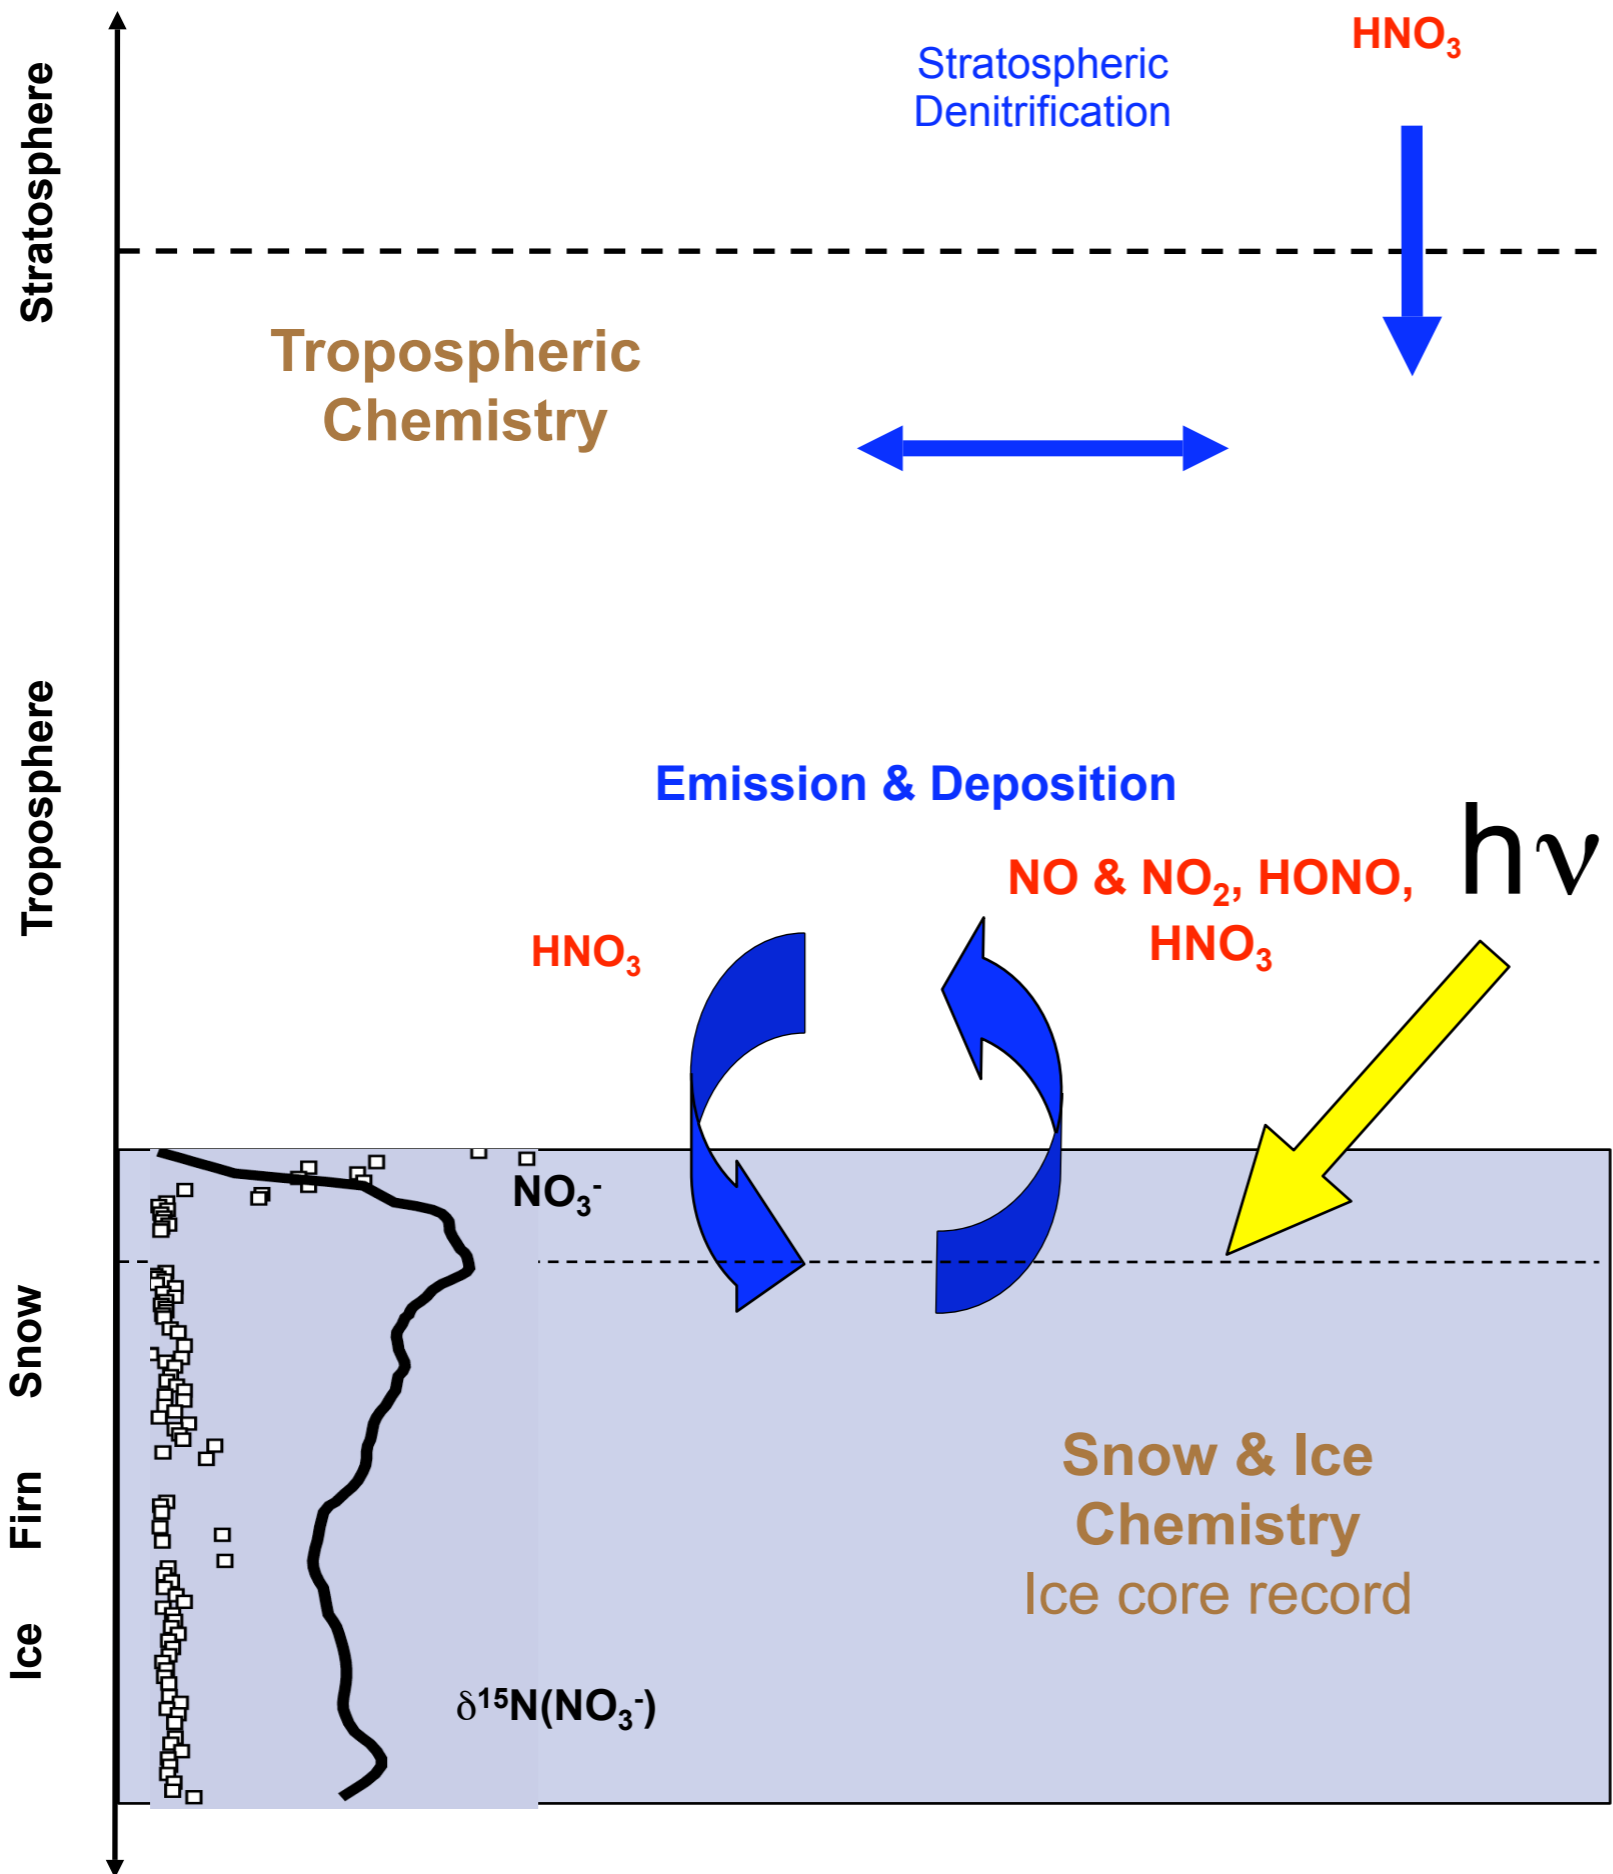 HNO₃
Stratospheric
Denitrification
Stratosphere
Tropospheric
Chemistry
Troposphere
Emission & Deposition
hν
NO & NO₂, HONO,
HNO₃
HNO₃
NO₃⁻
Snow
Firn
Ice
Snow & Ice
Chemistry
Ice core record
δ¹⁵N(NO₃⁻)